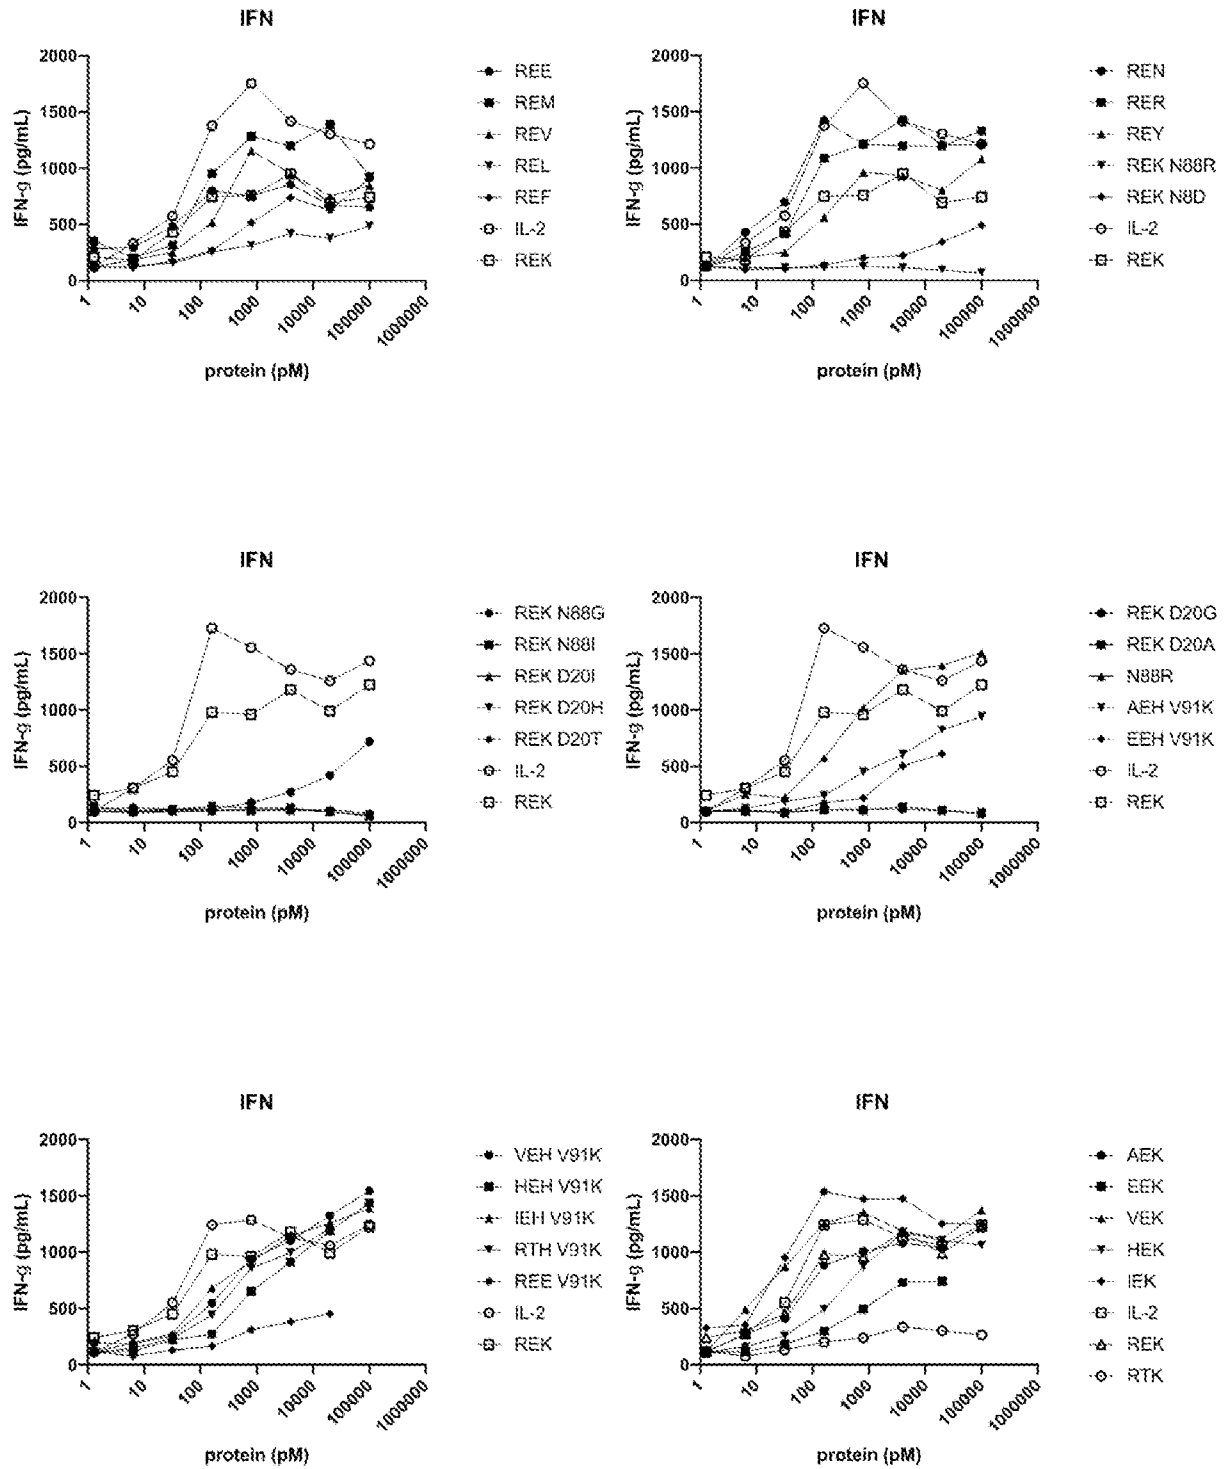 IFN
IFN-g (pg/mL)
2000
1500
1000
500
0
1
10
100
1000
10000
100000
1000000
protein (pM)
REE
REM
REV
REL
REF
IL-2
REK
IFN
IFN-g (pg/mL)
2000
1500
1000
500
0
1
10
100
1000
10000
100000
1000000
protein (pM)
REN
RER
REY
REK N88R
REK N8D
IL-2
REK
IFN
IFN-g (pg/mL)
2000
1500
1000
500
0
1
10
100
1000
10000
100000
1000000
protein (pM)
REK N88G
REK N88I
REK D20I
REK D20H
REK D20T
IL-2
REK
IFN
IFN-g (pg/mL)
2000
1500
1000
500
0
1
10
100
1000
10000
100000
1000000
protein (pM)
REK D20G
REK D20A
N88R
AEH V91K
EEH V91K
IL-2
REK
IFN
IFN-g (pg/mL)
2000
1500
1000
500
0
1
10
100
1000
10000
100000
1000000
protein (pM)
VEH V91K
HEH V91K
IEH V91K
RTH V91K
REE V91K
IL-2
REK
IFN
IFN-g (pg/mL)
2000
1500
1000
500
0
1
10
100
1000
10000
100000
1000000
protein (pM)
AEK
EEK
VEK
HEK
IEK
IL-2
REK
RTK